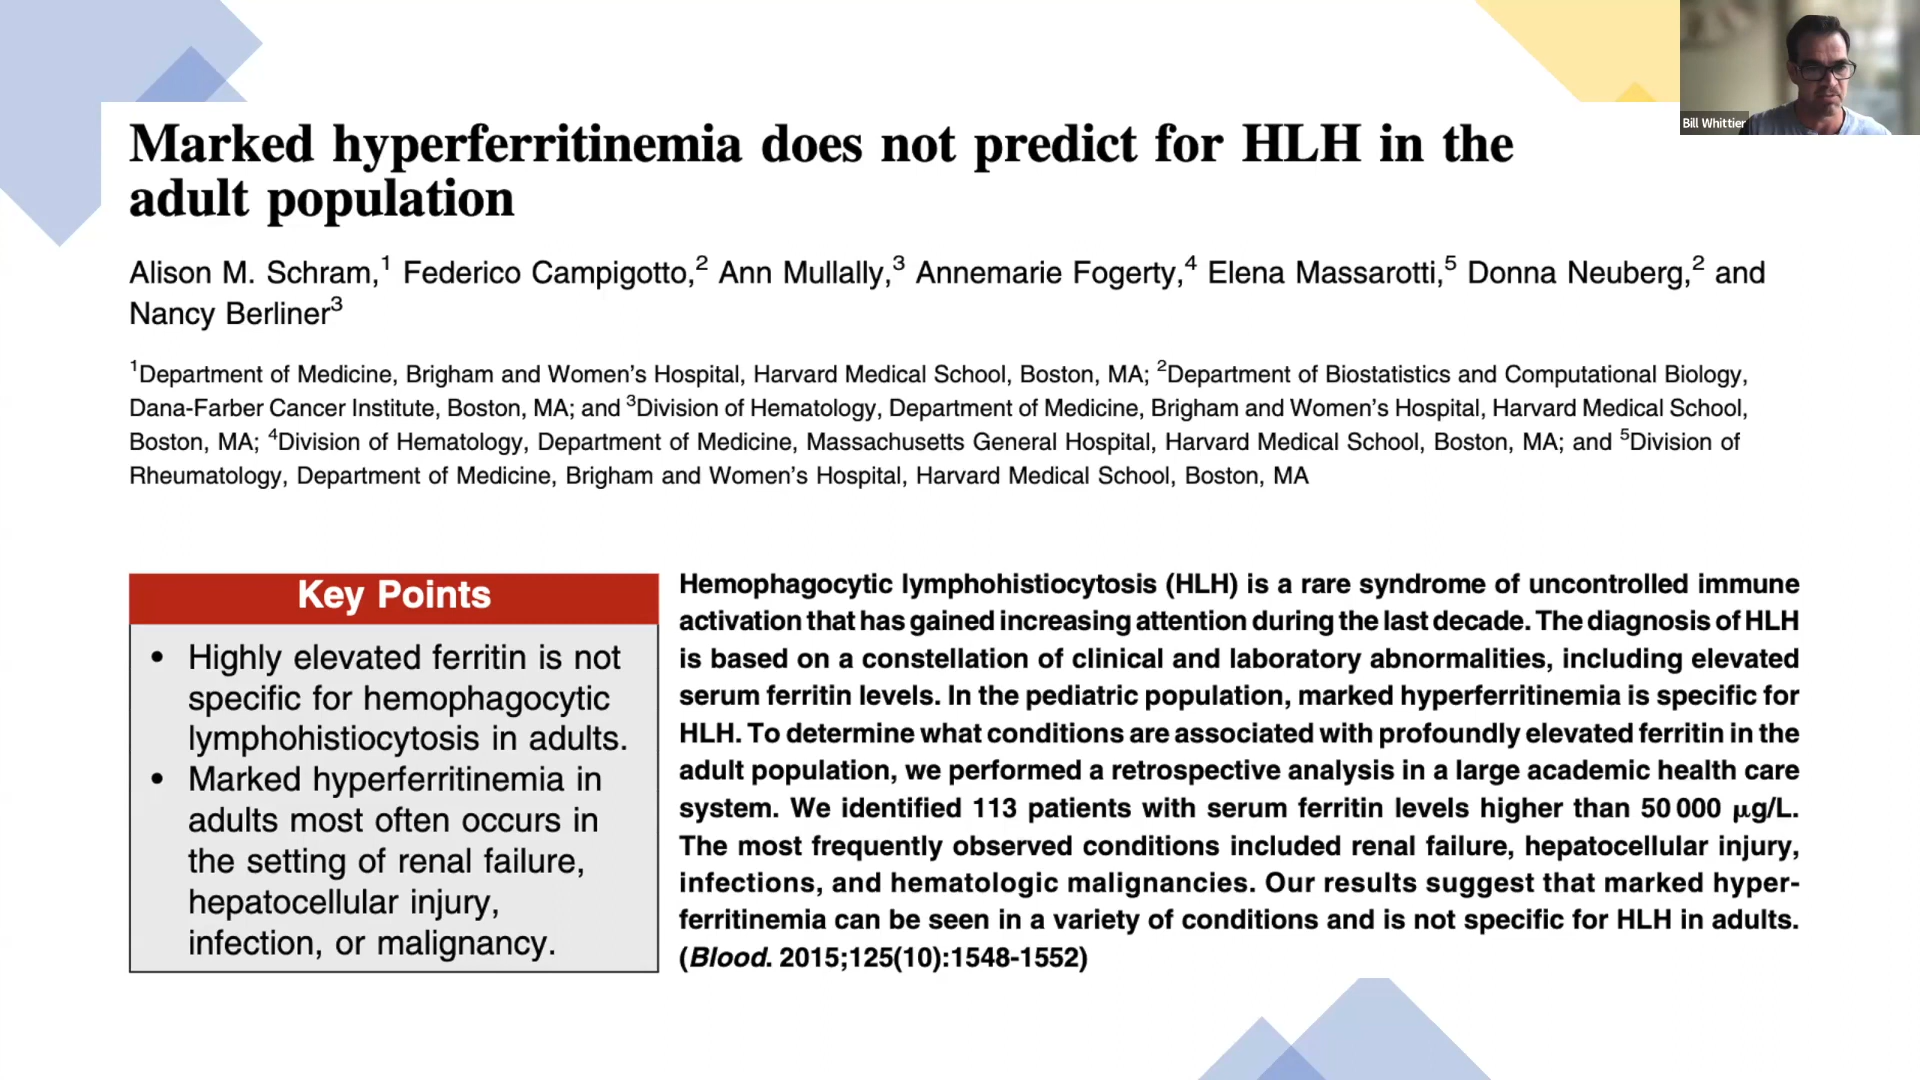 Bill Whittier
Marked hyperferritinemia does not predict for HLH in the
adult population
Alison M. Schram,1 Federico Campigotto,2 Ann Mullally,3 Annemarie Fogerty,4 Elena Massarotti,5 Donna Neuberg,2 and
Nancy Berliner3
1Department of Medicine, Brigham and Women's Hospital, Harvard Medical School, Boston, MA; 2Department of Biostatistics and Computational Biology,
Dana-Farber Cancer Institute, Boston, MA; and 3Division of Hematology, Department of Medicine, Brigham and Women's Hospital, Harvard Medical School,
Boston, MA; 4Division of Hematology, Department of Medicine, Massachusetts General Hospital, Harvard Medical School, Boston, MA; and 5Division of
Rheumatology, Department of Medicine, Brigham and Women's Hospital, Harvard Medical School, Boston, MA
Key Points
• Highly elevated ferritin is not
specific for hemophagocytic
lymphohistiocytosis in adults.
• Marked hyperferritinemia in
adults most often occurs in
the setting of renal failure,
hepatocellular injury,
infection, or malignancy.
Hemophagocytic lymphohistiocytosis (HLH) is a rare syndrome of uncontrolled immune
activation that has gained increasing attention during the last decade. The diagnosis of HLH
is based on a constellation of clinical and laboratory abnormalities, including elevated
serum ferritin levels. In the pediatric population, marked hyperferritinemia is specific for
HLH. To determine what conditions are associated with profoundly elevated ferritin in the
adult population, we performed a retrospective analysis in a large academic health care
system. We identified 113 patients with serum ferritin levels higher than 50 000 μg/L.
The most frequently observed conditions included renal failure, hepatocellular injury,
infections, and hematologic malignancies. Our results suggest that marked hyper-
ferritinemia can be seen in a variety of conditions and is not specific for HLH in adults.
(Blood. 2015;125(10):1548-1552)